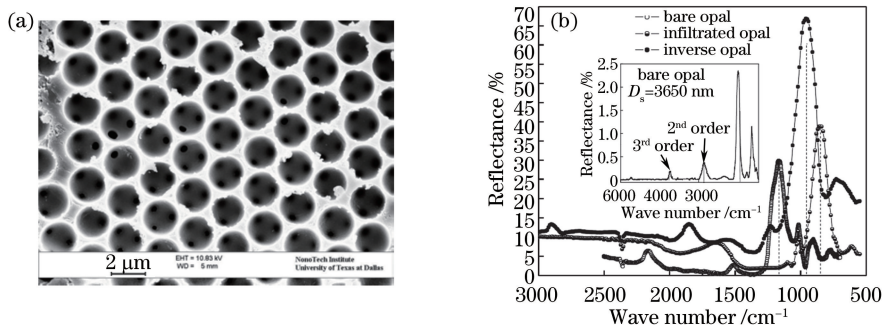 (a)
2 μm
EHT = 10.83 kV
WD = 5 mm
NanoTech Institute
University of Texas at Dallas
(b)
Reflectance /%
70
65
60
55
50
45
40
35
30
25
20
15
10
5
0
bare opal
infiltrated opal
inverse opal
Reflectance /%
2.5
2.0
1.5
1.0
0.5
0
bare opal
Ds=3650 nm
2nd order
3rd order
6000 5000 4000 3000
Wave number /cm−1
3000 2500 2000 1500 1000 500
Wave number /cm−1